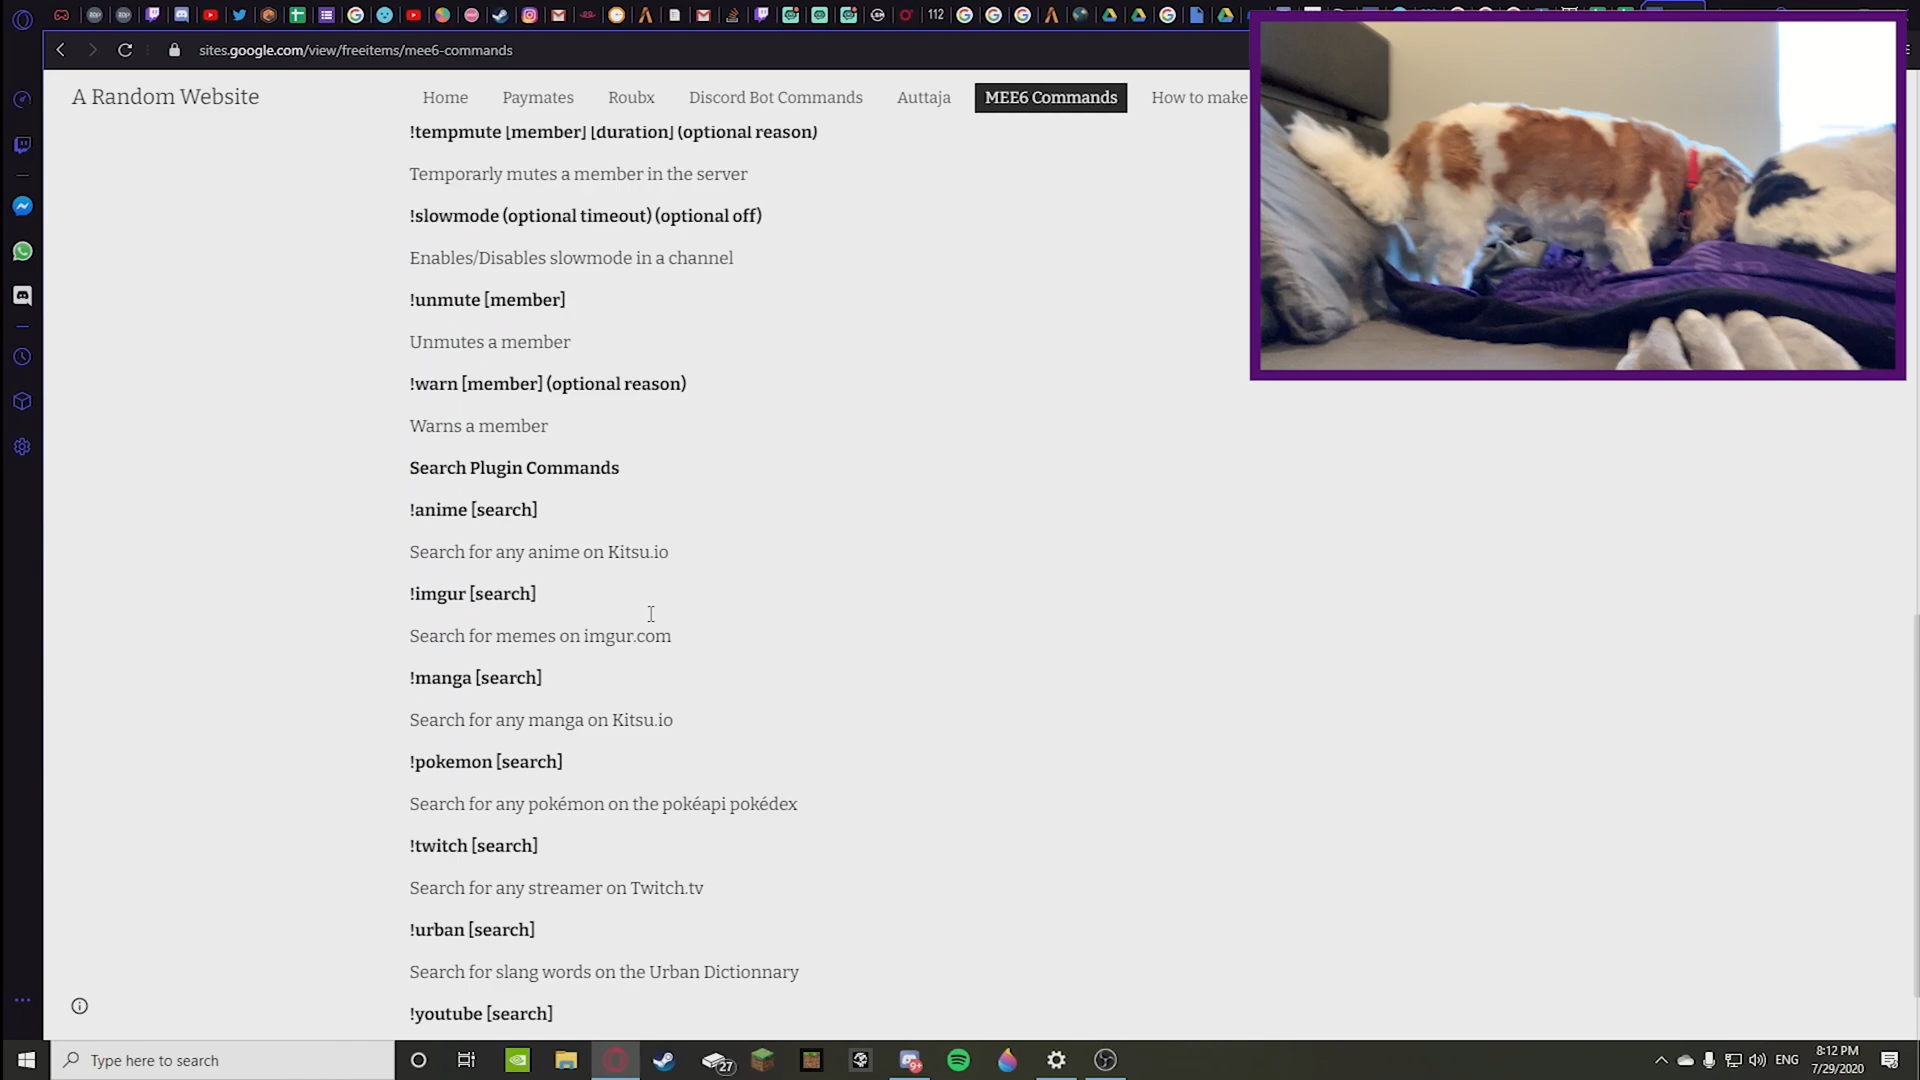 112
sites.google.com/view/freeitems/mee6-commands
A Random Website
Home
Paymates
Roubx
Discord Bot Commands
Auttaja
MEE6 Commands
How to make
!tempmute [member] [duration] (optional reason)
Temporarly mutes a member in the server
!slowmode (optional timeout) (optional off)
Enables/Disables slowmode in a channel
!unmute [member]
Unmutes a member
!warn [member] (optional reason)
Warns a member
Search Plugin Commands
!anime [search]
Search for any anime on Kitsu.io
!imgur [search]
Search for memes on imgur.com
!manga [search]
Search for any manga on Kitsu.io
!pokemon [search]
Search for any pokémon on the pokéapi pokédex
!twitch [search]
Search for any streamer on Twitch.tv
!urban [search]
Search for slang words on the Urban Dictionnary
!youtube [search]
Type here to search
27
9+
ENG
8:12 PM
7/29/2020